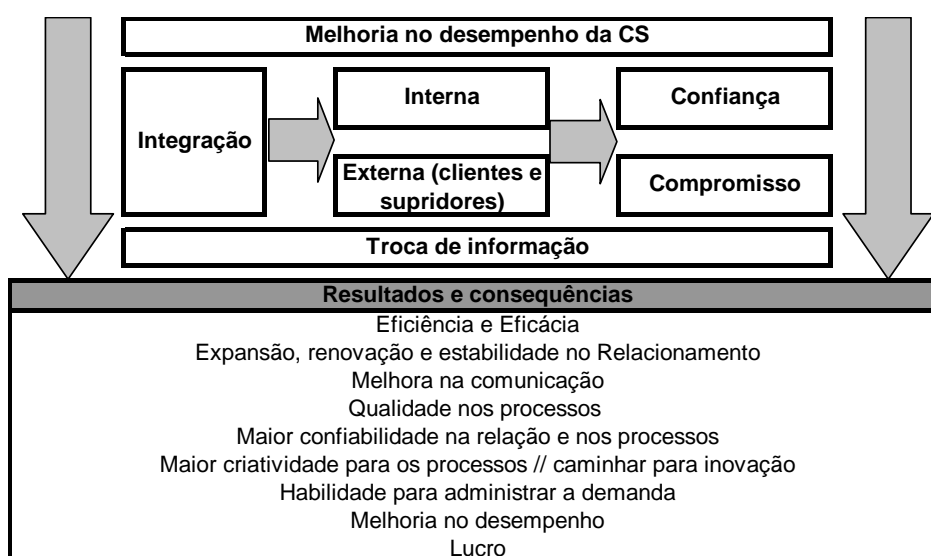 Melhoria no desempenho da CS
Integração
Interna
Externa (clientes e
supridores)
Confiança
Compromisso
Troca de informação
Resultados e consequências
Eficiência e Eficácia
Expansão, renovação e estabilidade no Relacionamento
Melhora na comunicação
Qualidade nos processos
Maior confiabilidade na relação e nos processos
Maior criatividade para os processos // caminhar para inovação
Habilidade para administrar a demanda
Melhoria no desempenho
Lucro